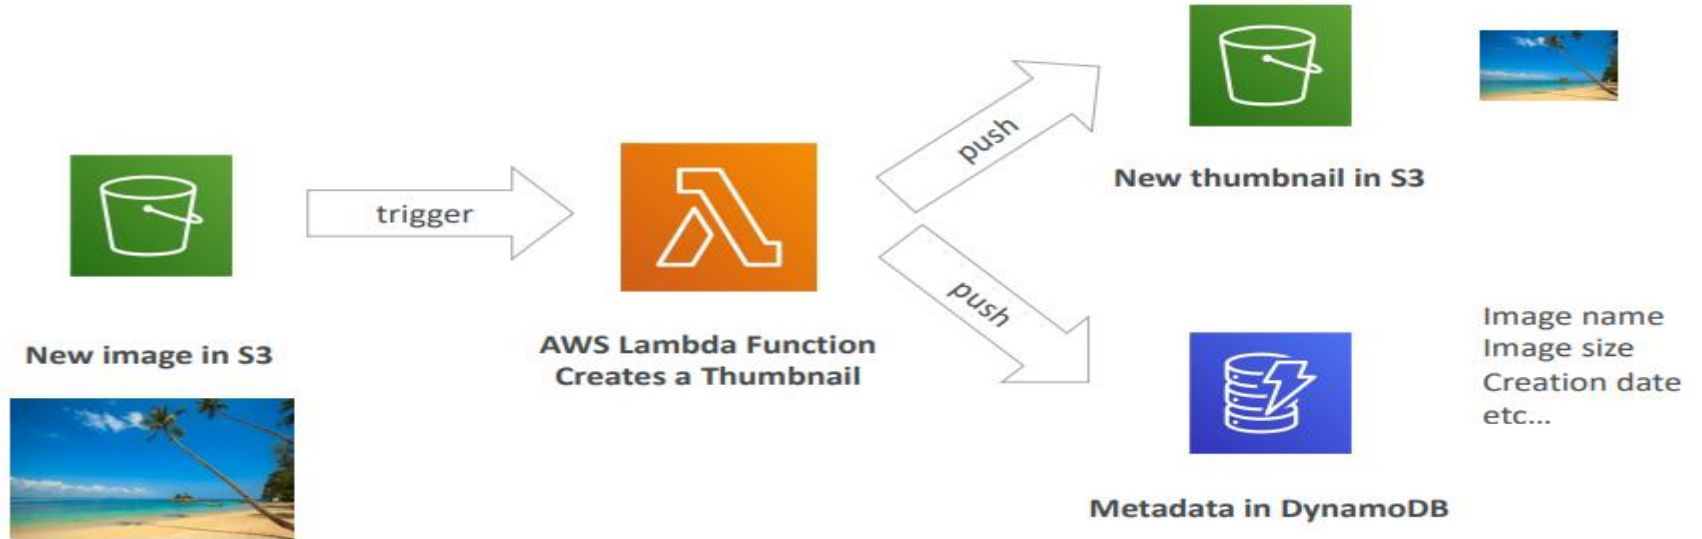 New image in S3
trigger
AWS Lambda Function
Creates a Thumbnail
push
New thumbnail in S3
push
Metadata in DynamoDB
Image name
Image size
Creation date
etc...